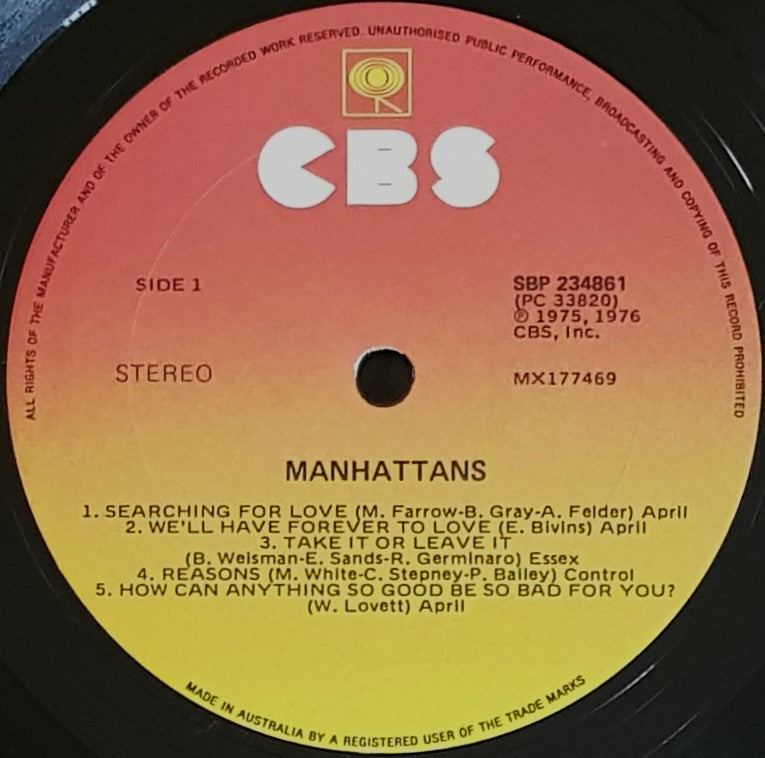 ALL RIGHTS OF THE MANUFACTURER AND OF THE OWNER OF THE RECORDED WORK RESERVED. UNAUTHORISED PUBLIC PERFORMANCE, BROADCASTING AND COPYING OF THIS RECORD PROHIBITED
CBS
SIDE 1
SBP 234861
(PC 33820)
℗ 1975, 1976
CBS, Inc.
STEREO
MX177469
MANHATTANS
1. SEARCHING FOR LOVE (M. Farrow-B. Gray-A. Felder) April
2. WE'LL HAVE FOREVER TO LOVE (E. Bivins) April
3. TAKE IT OR LEAVE IT
(B. Weisman-E. Sands-R. Germinaro) Essex
4. REASONS (M. White-C. Stepney-P. Bailey) Control
5. HOW CAN ANYTHING SO GOOD BE SO BAD FOR YOU?
(W. Lovett) April
MADE IN AUSTRALIA BY A REGISTERED USER OF THE TRADE MARKS